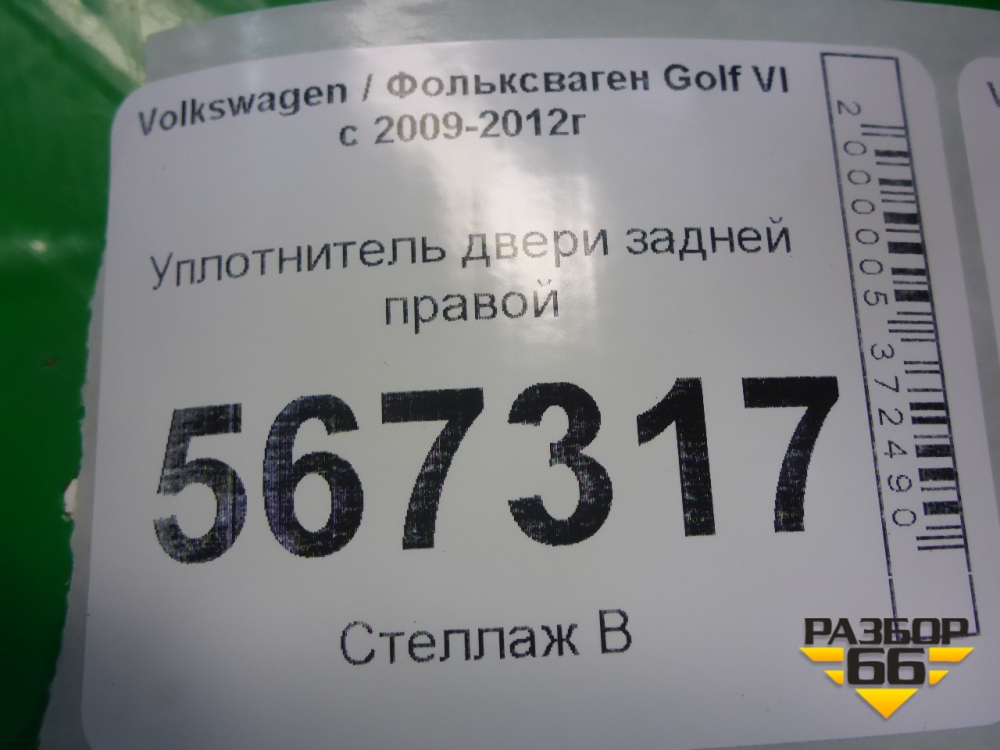 Volkswagen / Фольксваген Golf VI
с 2009-2012г
Уплотнитель двери задней
правой
567317
Стеллаж В
2000005372490
РАЗБОР
66